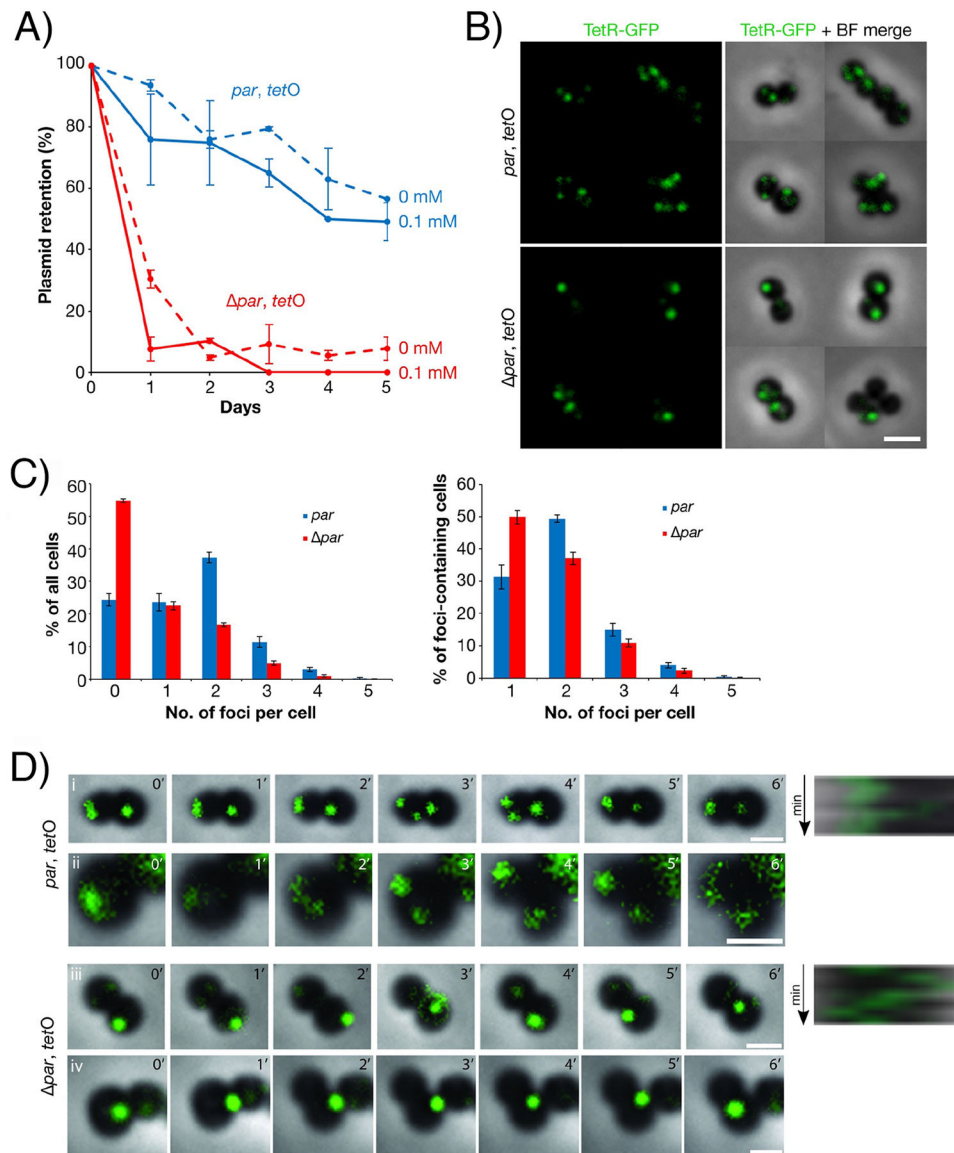 A)
100
80
60
40
20
0
Plasmid retention (%)
par, tetO
0 mM
0.1 mM
Δpar, tetO
0 mM
0.1 mM
0 1 2 3 4 5
Days
B)
TetR-GFP
TetR-GFP + BF merge
par, tetO
Δpar, tetO
C)
60
50
40
30
20
10
0
% of all cells
par
Δpar
0 1 2 3 4 5
No. of foci per cell
60
50
40
30
20
10
0
% of foci-containing cells
par
Δpar
1 2 3 4 5
No. of foci per cell
D)
par, tetO
i 0′ 1′ 2′ 3′ 4′ 5′ 6′
min
ii 0′ 1′ 2′ 3′ 4′ 5′ 6′
Δpar, tetO
iii 0′ 1′ 2′ 3′ 4′ 5′ 6′
min
iv 0′ 1′ 2′ 3′ 4′ 5′ 6′